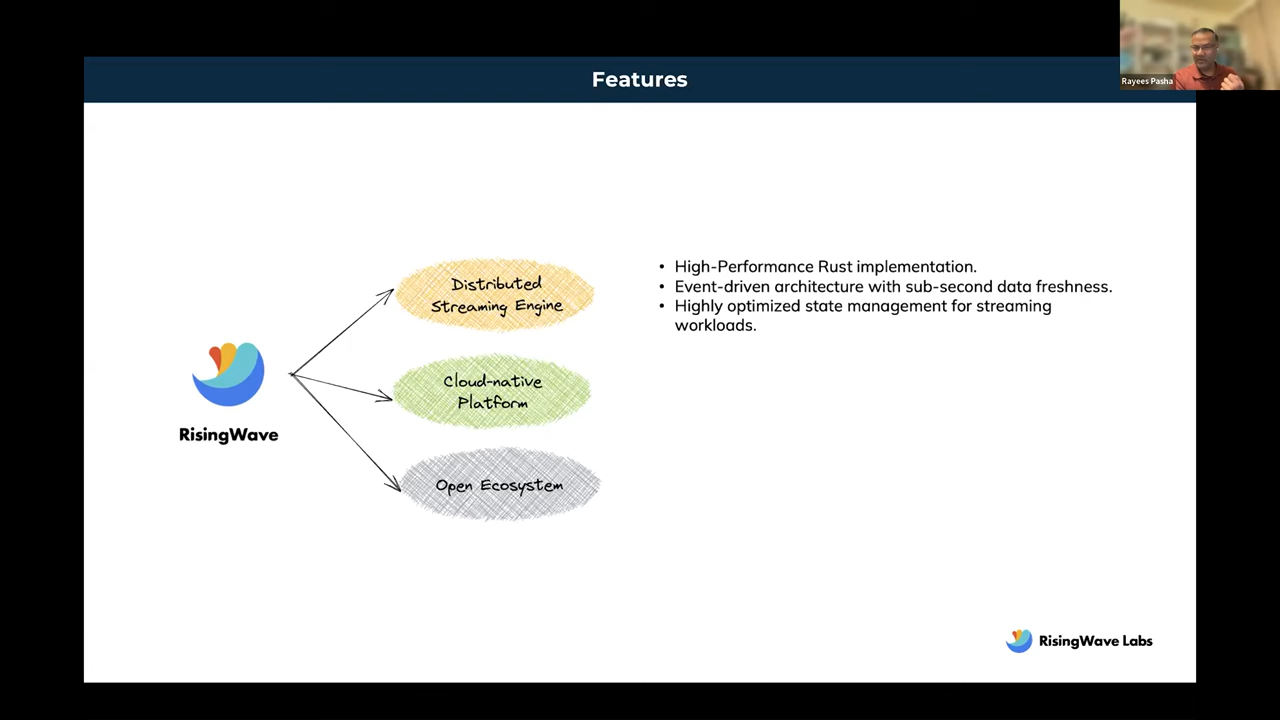 Features
Rayees Pasha
Distributed
Streaming Engine
Cloud-native
Platform
Open Ecosystem
RisingWave
• High-Performance Rust implementation.
• Event-driven architecture with sub-second data freshness.
• Highly optimized state management for streaming
workloads.
RisingWave Labs